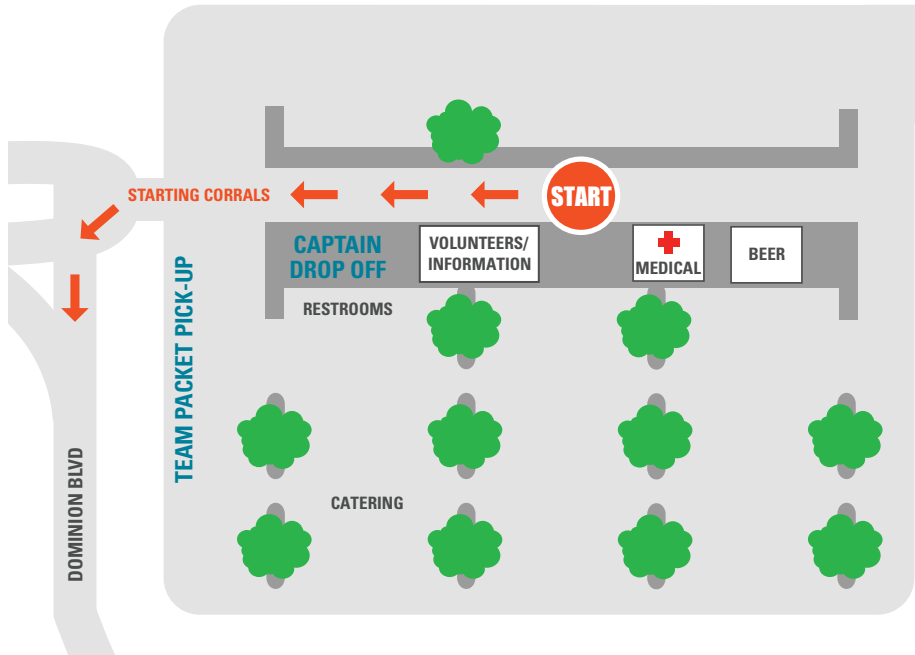 STARTING CORRALS
START
CAPTAIN
DROP OFF
VOLUNTEERS/
INFORMATION
MEDICAL
BEER
RESTROOMS
TEAM PACKET PICK-UP
DOMINION BLVD
CATERING